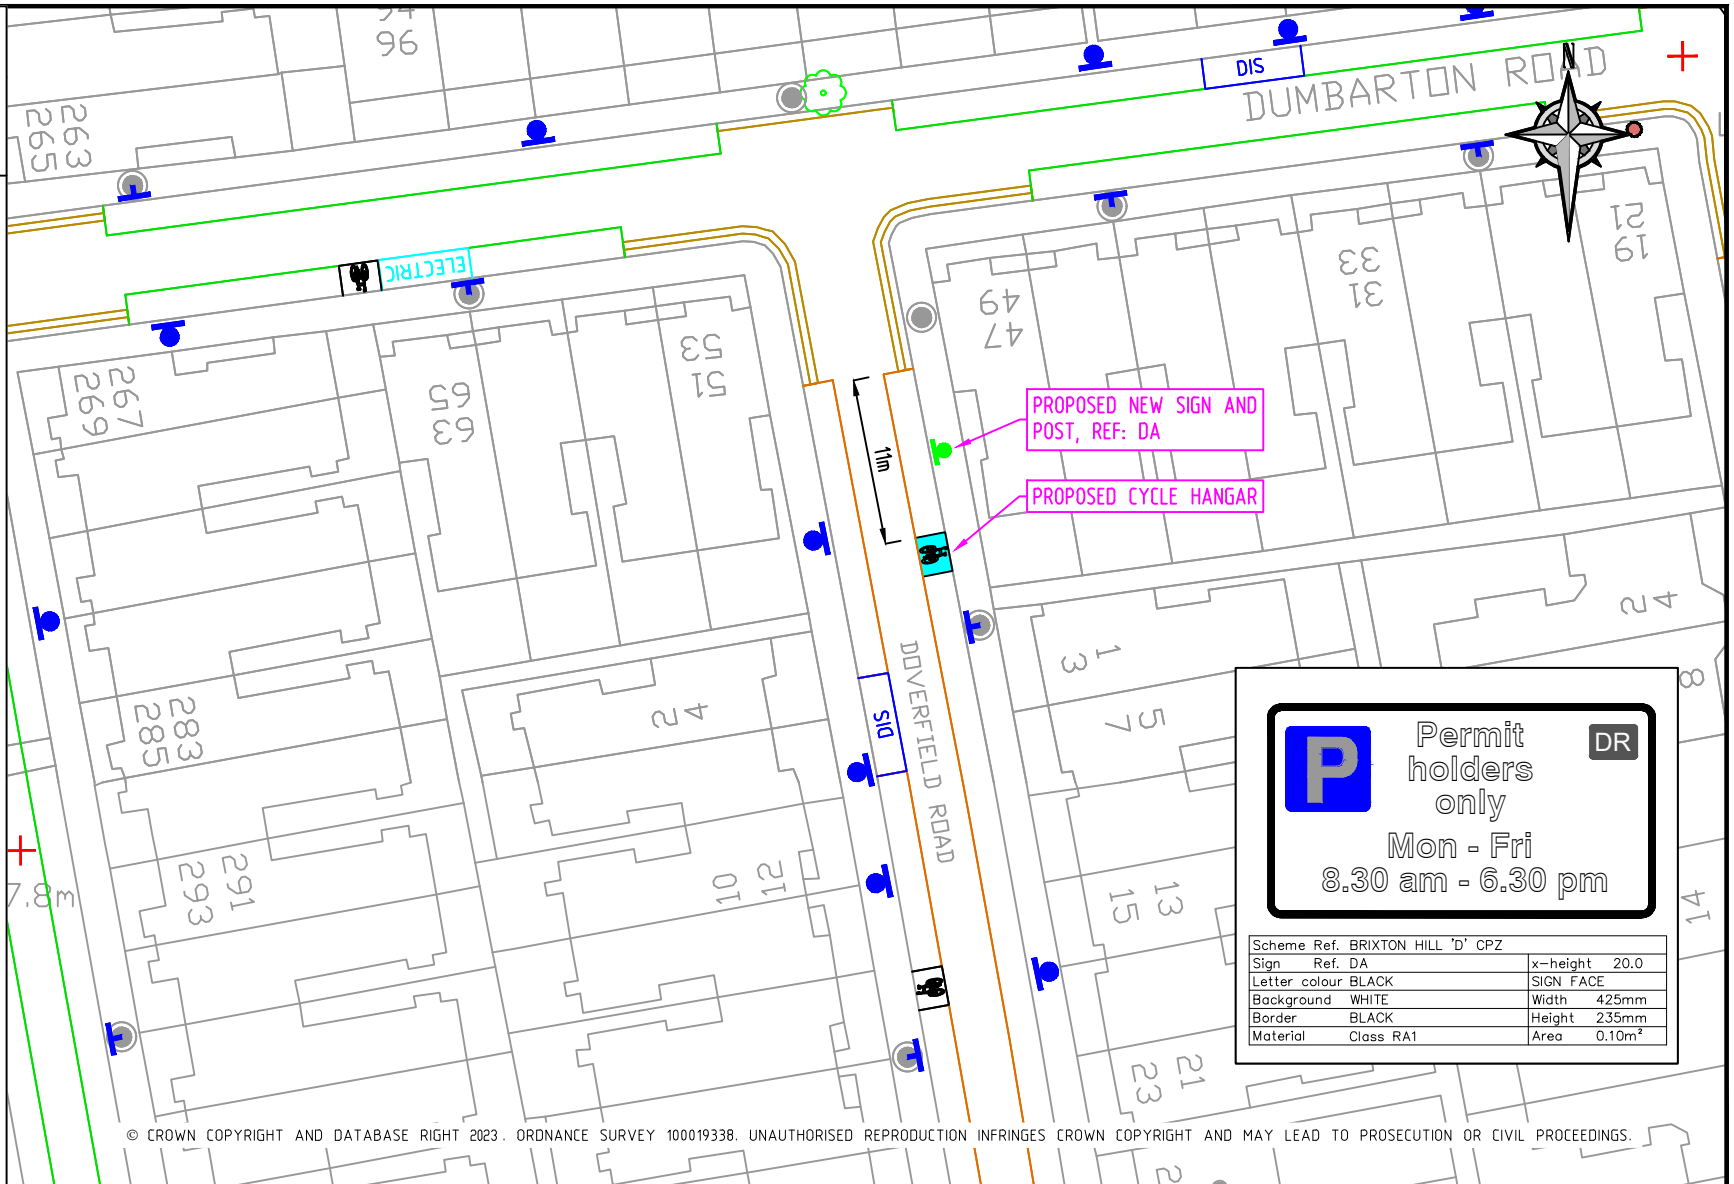 94
96
263
265
DIS
DUMBARTON ROAD
N
21
19
33
31
49
47
ELECTRIC
53
51
65
63
267
269
PROPOSED NEW SIGN AND
POST, REF: DA
11m
PROPOSED CYCLE HANGAR
2
4
1
3
5
7
8
DOVERFIELD ROAD
DIS
2
4
283
285
10
12
291
293
13
15
14
21
23
7.8m
P
Permit
holders
only
DR
Mon - Fri
8.30 am - 6.30 pm
Scheme Ref. BRIXTON HILL 'D' CPZ
Sign Ref. DA x-height 20.0
Letter colour BLACK SIGN FACE
Background WHITE Width 425mm
Border BLACK Height 235mm
Material Class RA1 Area 0.10m²
© CROWN COPYRIGHT AND DATABASE RIGHT 2023. ORDNANCE SURVEY 100019338. UNAUTHORISED REPRODUCTION INFRINGES CROWN COPYRIGHT AND MAY LEAD TO PROSECUTION OR CIVIL PROCEEDINGS.